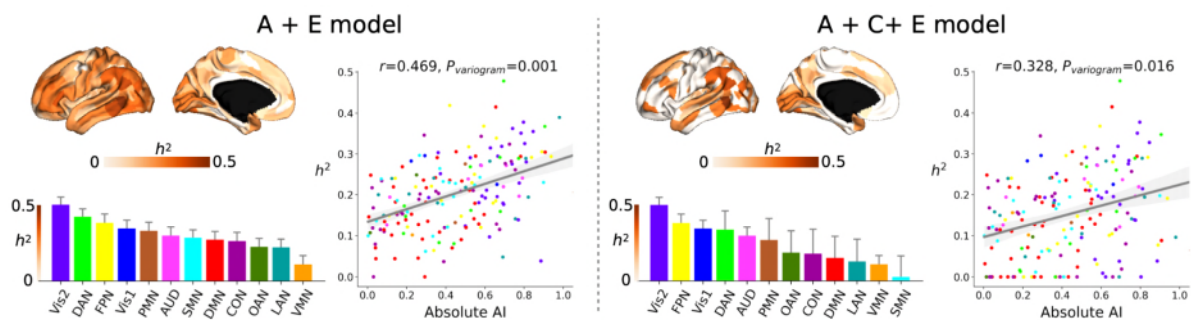 A + E model
r=0.469, P_variogram=0.001
0 h² 0.5
0.5
h²
0
Vis2 DAN FPN Vis1 PMN AUD SMN DMN CON OAN LAN VMN
0.5
0.4
0.3
h²
0.2
0.1
0.0
0.0 0.2 0.4 0.6 0.8 1.0
Absolute AI
A + C+ E model
r=0.328, P_variogram=0.016
0 h² 0.5
0.5
h²
0
Vis2 FPN Vis1 DAN AUD PMN OAN CON DMN LAN VMN SMN
0.5
0.4
0.3
h²
0.2
0.1
0.0
0.0 0.2 0.4 0.6 0.8 1.0
Absolute AI